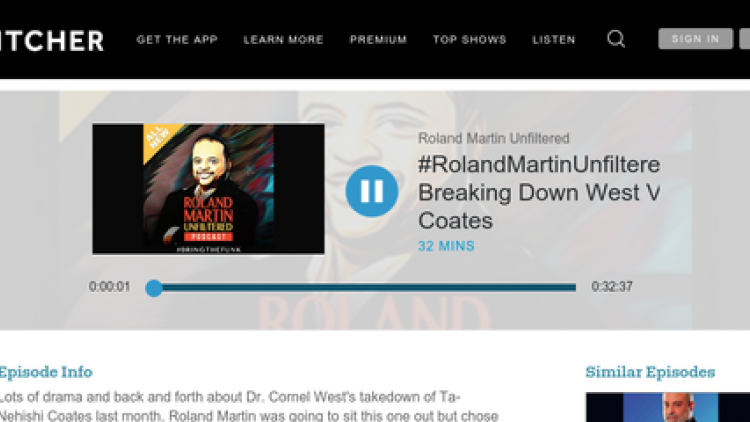 ITCHER GET THE APP LEARN MORE PREMIUM TOP SHOWS LISTEN SIGN IN
ALL
NEW
ROLAND
MARTIN
UNFILTERED
PODCAST
#BRINGTHEFUNK
Roland Martin Unfiltered
#RolandMartinUnfiltere
Breaking Down West V
Coates
32 MINS
0:00:01 0:32:37
ROLAND
Episode Info
Lots of drama and back and forth about Dr. Cornel West's takedown of Ta-
Nehishi Coates last month. Roland Martin was going to sit this one out but chose
Similar Episodes